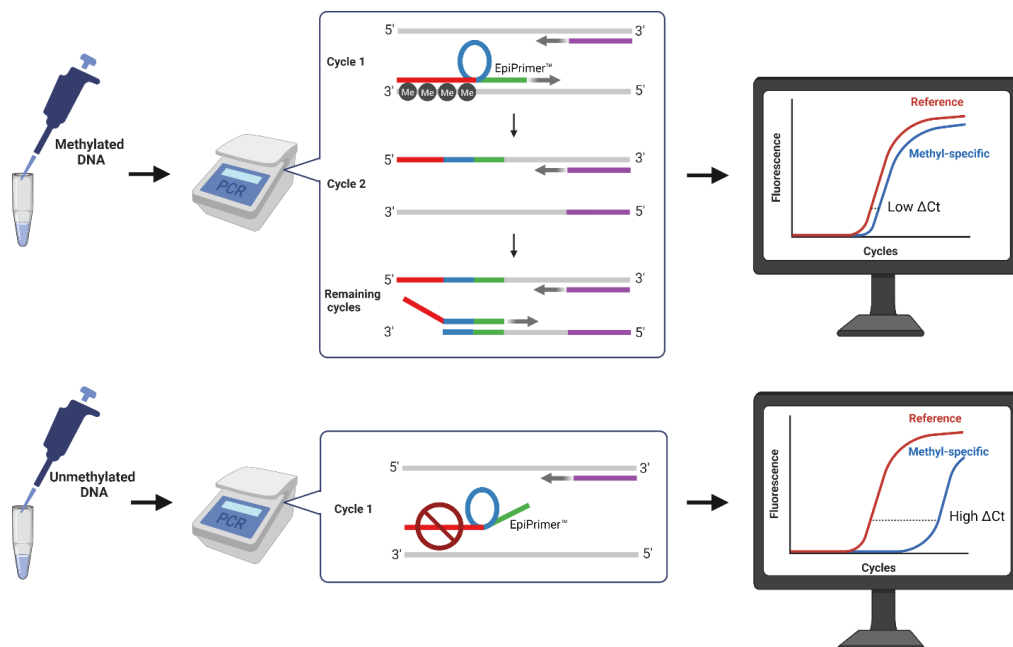 Methylated
DNA
PCR
Cycle 1
5'
3'
EpiPrimer™
3'
Me Me Me Me
5'
Cycle 2
5'
3'
3'
5'
Remaining
cycles
5'
3'
3'
5'
Fluorescence
Reference
Methyl-specific
Low ΔCt
Cycles
Unmethylated
DNA
PCR
Cycle 1
5'
3'
EpiPrimer™
3'
5'
Fluorescence
Reference
Methyl-specific
High ΔCt
Cycles